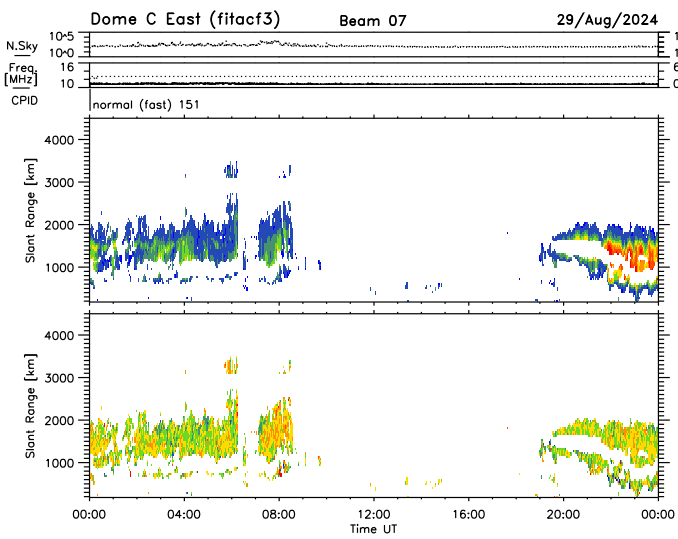 Dome C East (fitacf3) Beam 07 29/Aug/2024
N.Sky 10^5 10^0
Freq. [MHz] 16 10
CPID normal (fast) 151
Slant Range [km] 4000 3000 2000 1000
Slant Range [km] 4000 3000 2000 1000
00:00 04:00 08:00 12:00 16:00 20:00 00:00
Time UT